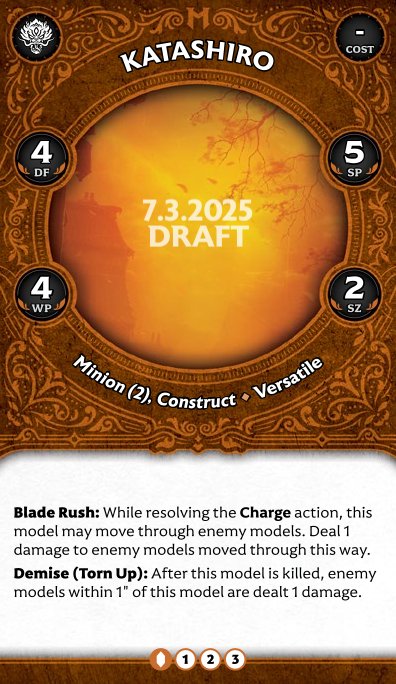 -
COST
KATASHIRO
4
DF
5
SP
7.3.2025
DRAFT
4
WP
2
SZ
Minion (2), Construct ♦ Versatile
Blade Rush: While resolving the Charge action, this
model may move through enemy models. Deal 1
damage to enemy models moved through this way.
Demise (Torn Up): After this model is killed, enemy
models within 1" of this model are dealt 1 damage.
1 2 3